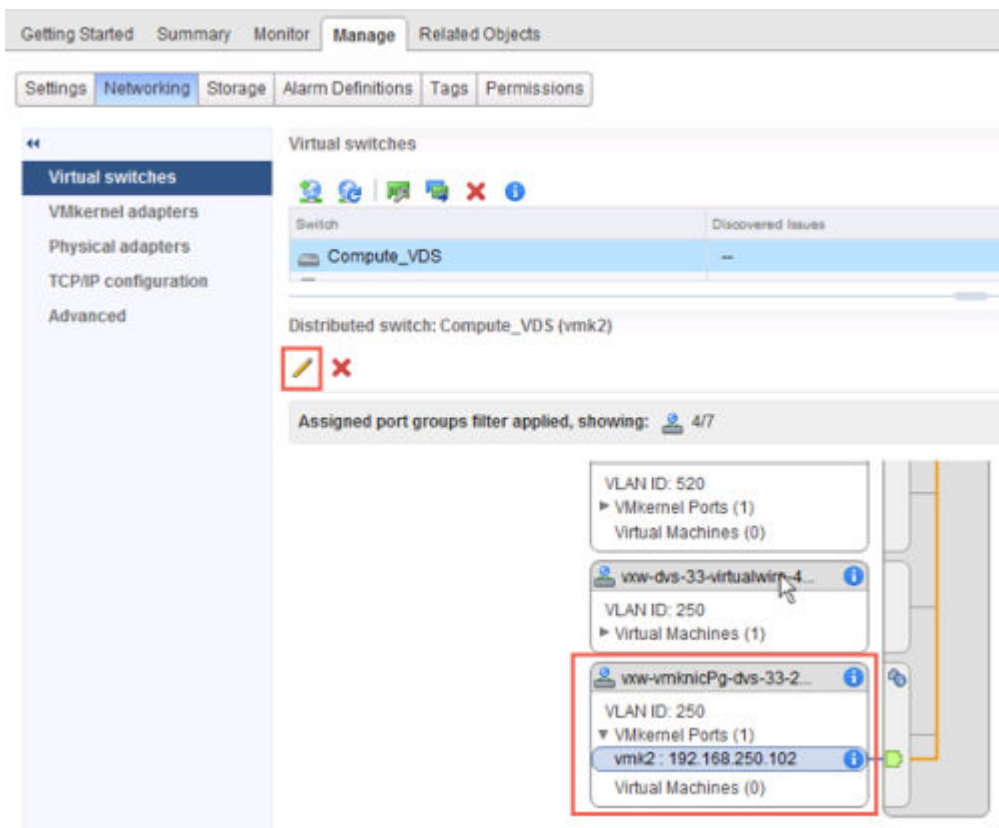 Getting Started Summary Monitor Manage Related Objects
Settings Networking Storage Alarm Definitions Tags Permissions
Virtual switches
VMkernel adapters
Physical adapters
TCP/IP configuration
Advanced
Virtual switches
Switch Discovered Issues
Compute_VDS --
Distributed switch: Compute_VDS (vmk2)
Assigned port groups filter applied, showing: 4/7
VLAN ID: 520
VMkernel Ports (1)
Virtual Machines (0)
vxw-dvs-33-virtualwire-4...
VLAN ID: 250
Virtual Machines (1)
vxw-vmknicPg-dvs-33-2...
VLAN ID: 250
VMkernel Ports (1)
vmk2 : 192.168.250.102
Virtual Machines (0)